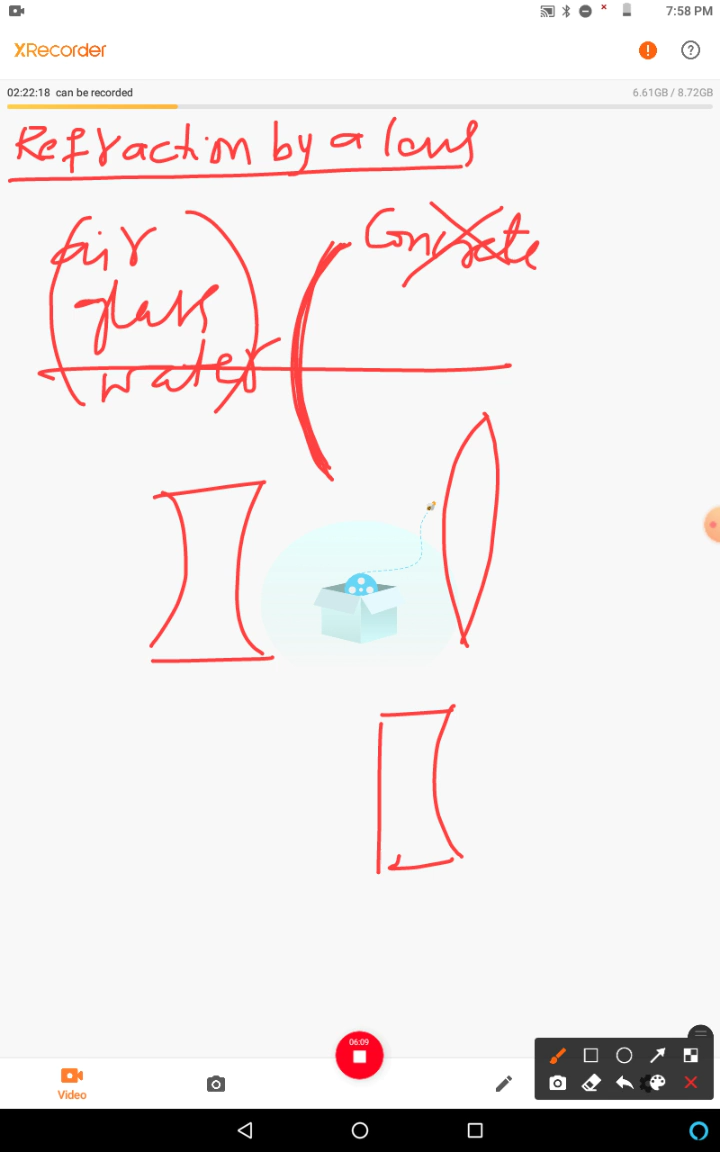 7:58 PM
XRecorder
02:22:18 can be recorded
6.61GB / 8.72GB
Refraction by a lens
air
glass
water
Concrete
06:09
Video